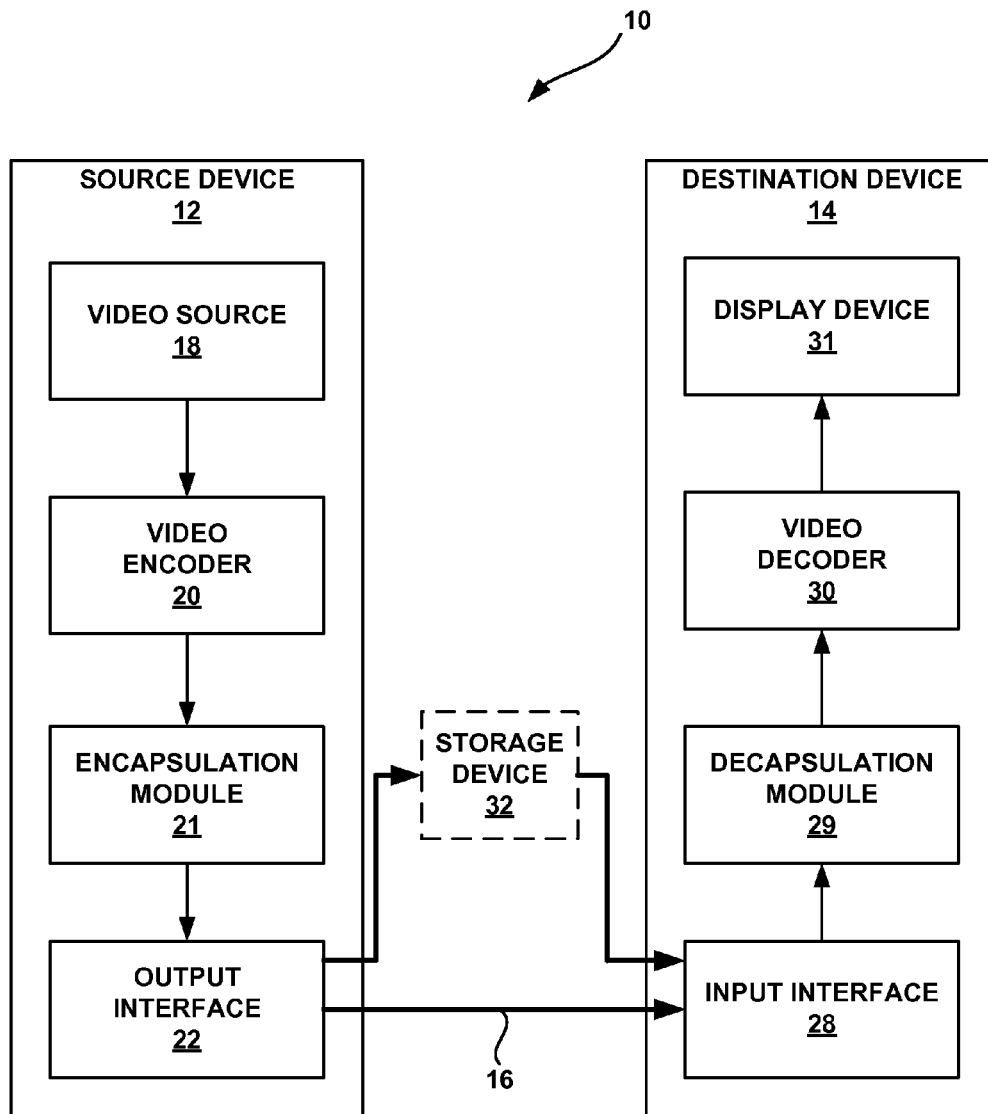 10
SOURCE DEVICE
12
VIDEO SOURCE
18
VIDEO
ENCODER
20
ENCAPSULATION
MODULE
21
OUTPUT
INTERFACE
22
STORAGE
DEVICE
32
16
DESTINATION DEVICE
14
DISPLAY DEVICE
31
VIDEO
DECODER
30
DECAPSULATION
MODULE
29
INPUT INTERFACE
28